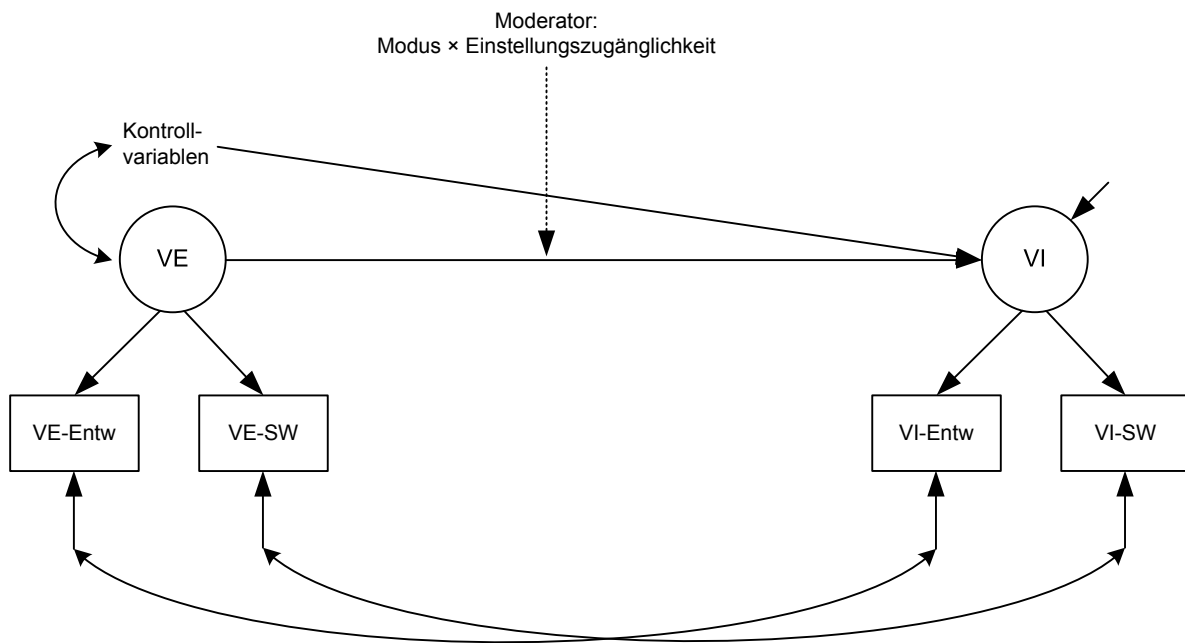 Moderator:
Modus × Einstellungszugänglichkeit
Kontroll-
variablen
VE
VI
VE-Entw
VE-SW
VI-Entw
VI-SW